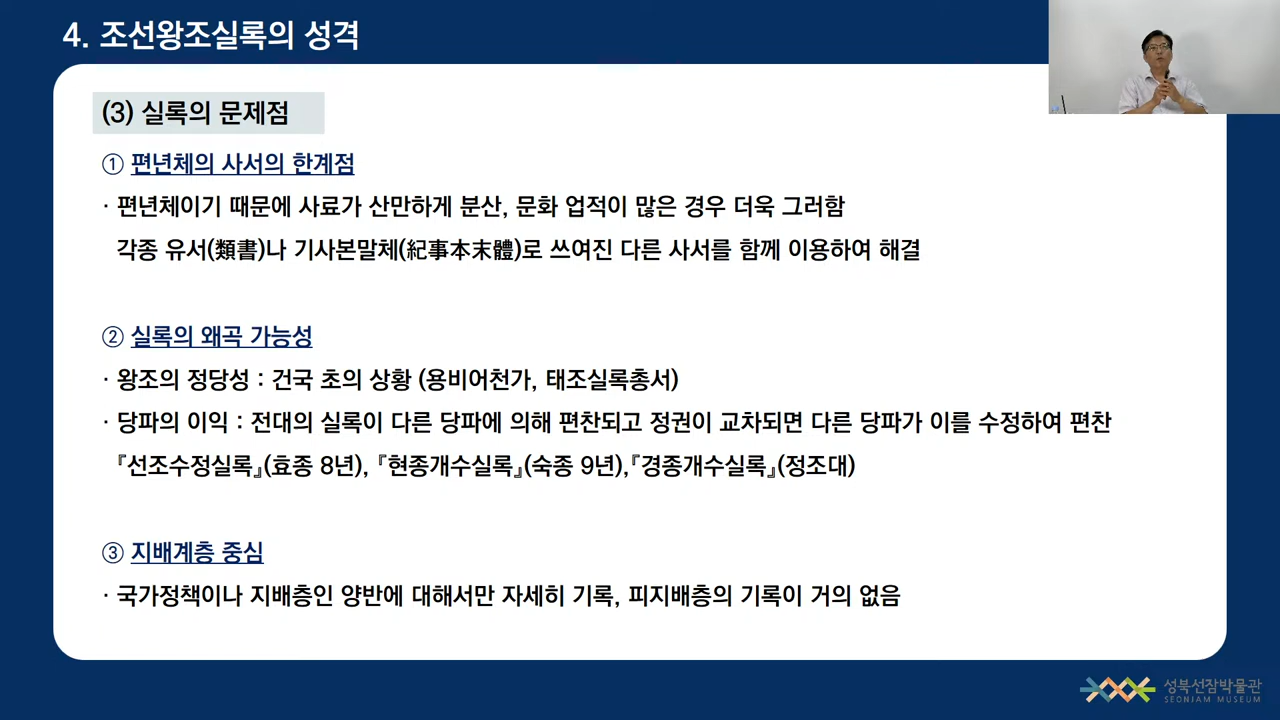 4. 조선왕조실록의 성격
(3) 실록의 문제점
① 편년체의 사서의 한계점
· 편년체이기 때문에 사료가 산만하게 분산, 문화 업적이 많은 경우 더욱 그러함
각종 유서(類書)나 기사본말체(紀事本末體)로 쓰여진 다른 사서를 함께 이용하여 해결
② 실록의 왜곡 가능성
· 왕조의 정당성 : 건국 초의 상황 (용비어천가, 태조실록총서)
· 당파의 이익 : 전대의 실록이 다른 당파에 의해 편찬되고 정권이 교차되면 다른 당파가 이를 수정하여 편찬
『선조수정실록』(효종 8년), 『현종개수실록』(숙종 9년),『경종개수실록』(정조대)
③ 지배계층 중심
· 국가정책이나 지배층인 양반에 대해서만 자세히 기록, 피지배층의 기록이 거의 없음
성북선잠박물관
SEONJAM MUSEUM